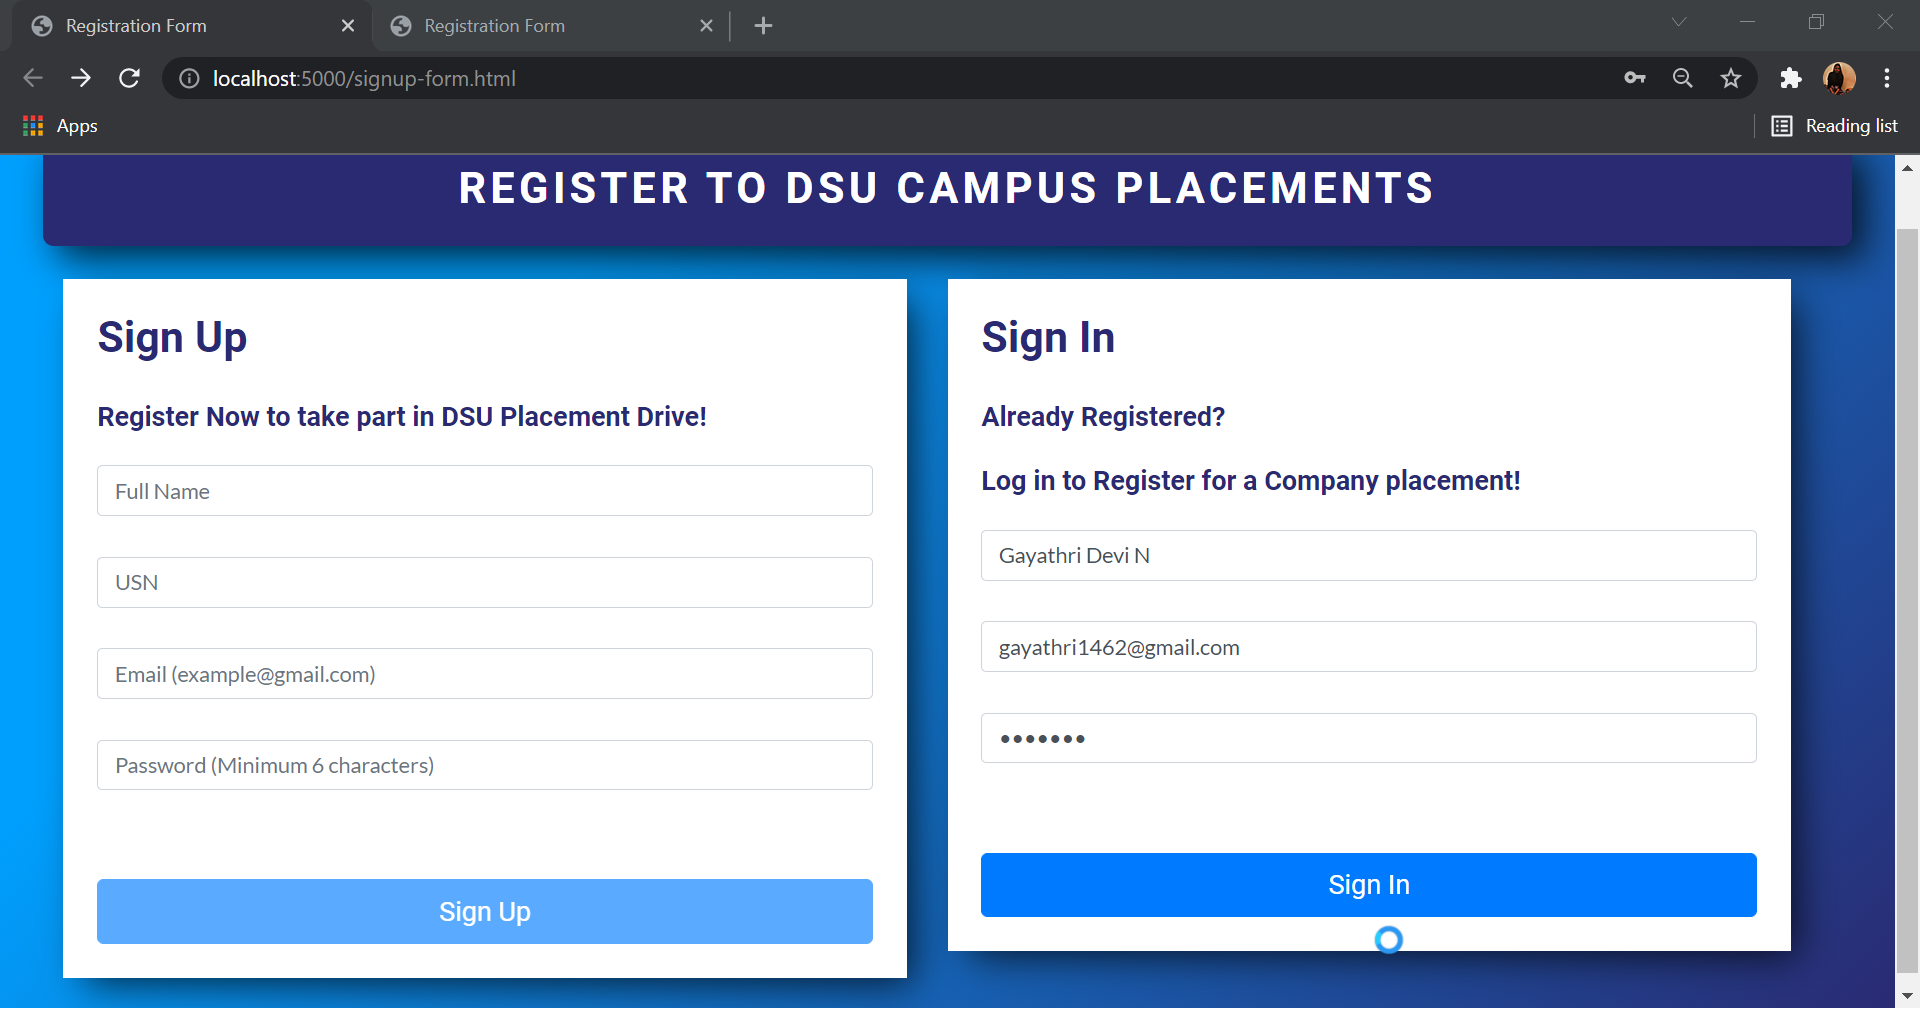 Registration Form
Registration Form
localhost:5000/signup-form.html
Apps
Reading list
REGISTER TO DSU CAMPUS PLACEMENTS
Sign Up
Register Now to take part in DSU Placement Drive!
Full Name
USN
Email (example@gmail.com)
Password (Minimum 6 characters)
Sign Up
Sign In
Already Registered?
Log in to Register for a Company placement!
Gayathri Devi N
gayathri1462@gmail.com
•••••••
Sign In